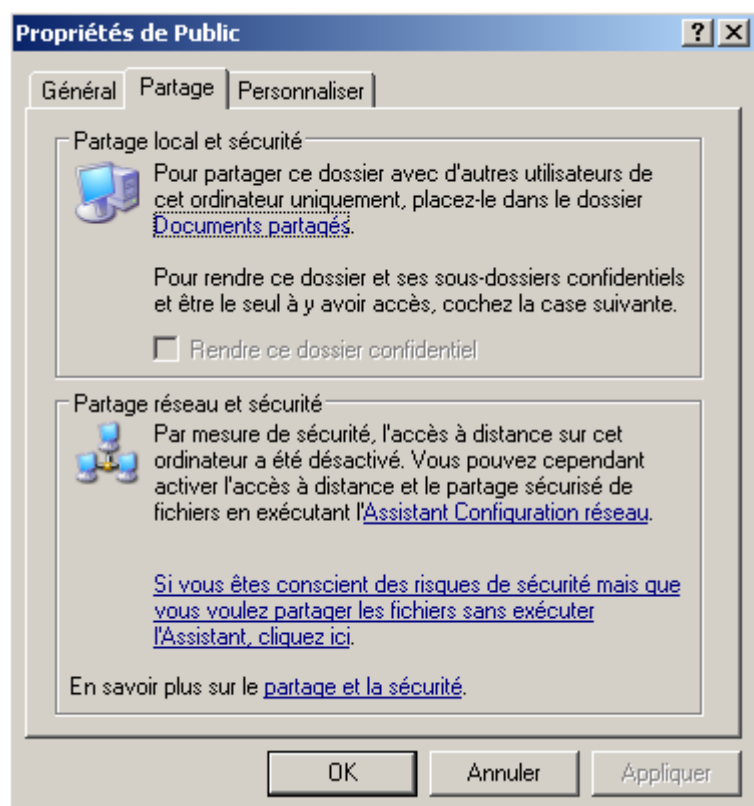 Propriétés de Public
Général Partage Personnaliser
Partage local et sécurité
Pour partager ce dossier avec d'autres utilisateurs de
cet ordinateur uniquement, placez-le dans le dossier
Documents partagés.
Pour rendre ce dossier et ses sous-dossiers confidentiels
et être le seul à y avoir accès, cochez la case suivante.
Rendre ce dossier confidentiel
Partage réseau et sécurité
Par mesure de sécurité, l'accès à distance sur cet
ordinateur a été désactivé. Vous pouvez cependant
activer l'accès à distance et le partage sécurisé de
fichiers en exécutant l'Assistant Configuration réseau.
Si vous êtes conscient des risques de sécurité mais que
vous voulez partager les fichiers sans exécuter
l'Assistant, cliquez ici.
En savoir plus sur le partage et la sécurité.
OK Annuler Appliquer